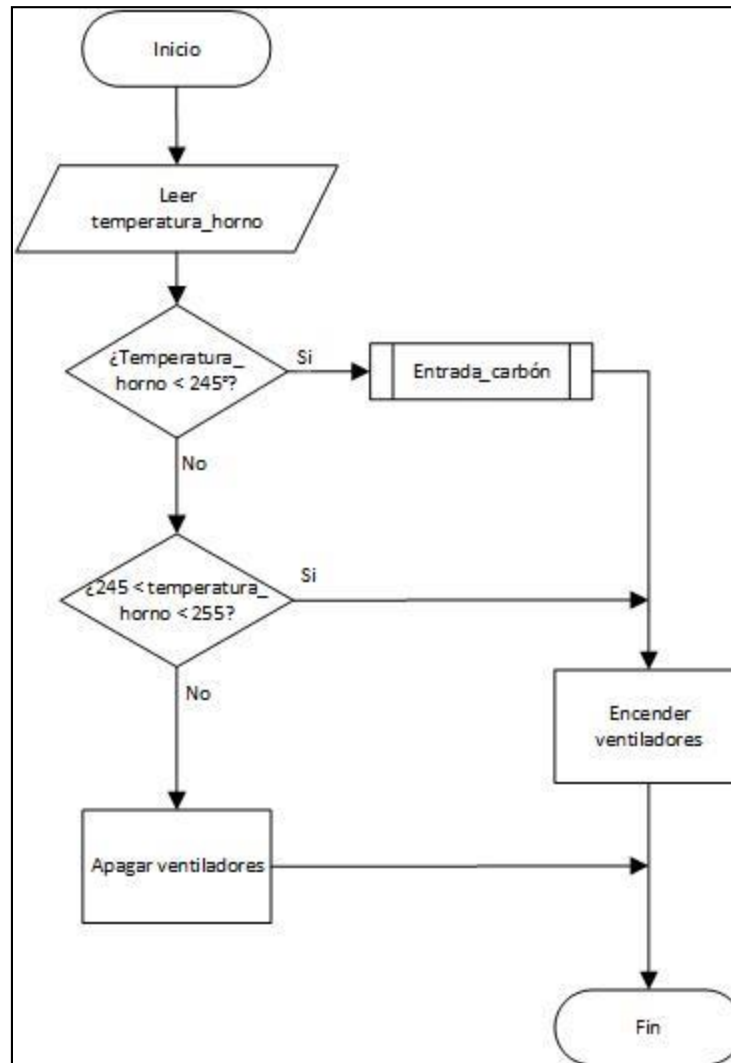 Inicio
Leer
temperatura_horno
¿Temperatura_
horno < 245°?
Si
Entrada_carbón
No
¿245 < temperatura_
horno < 255?
Si
No
Encender
ventiladores
Apagar ventiladores
Fin